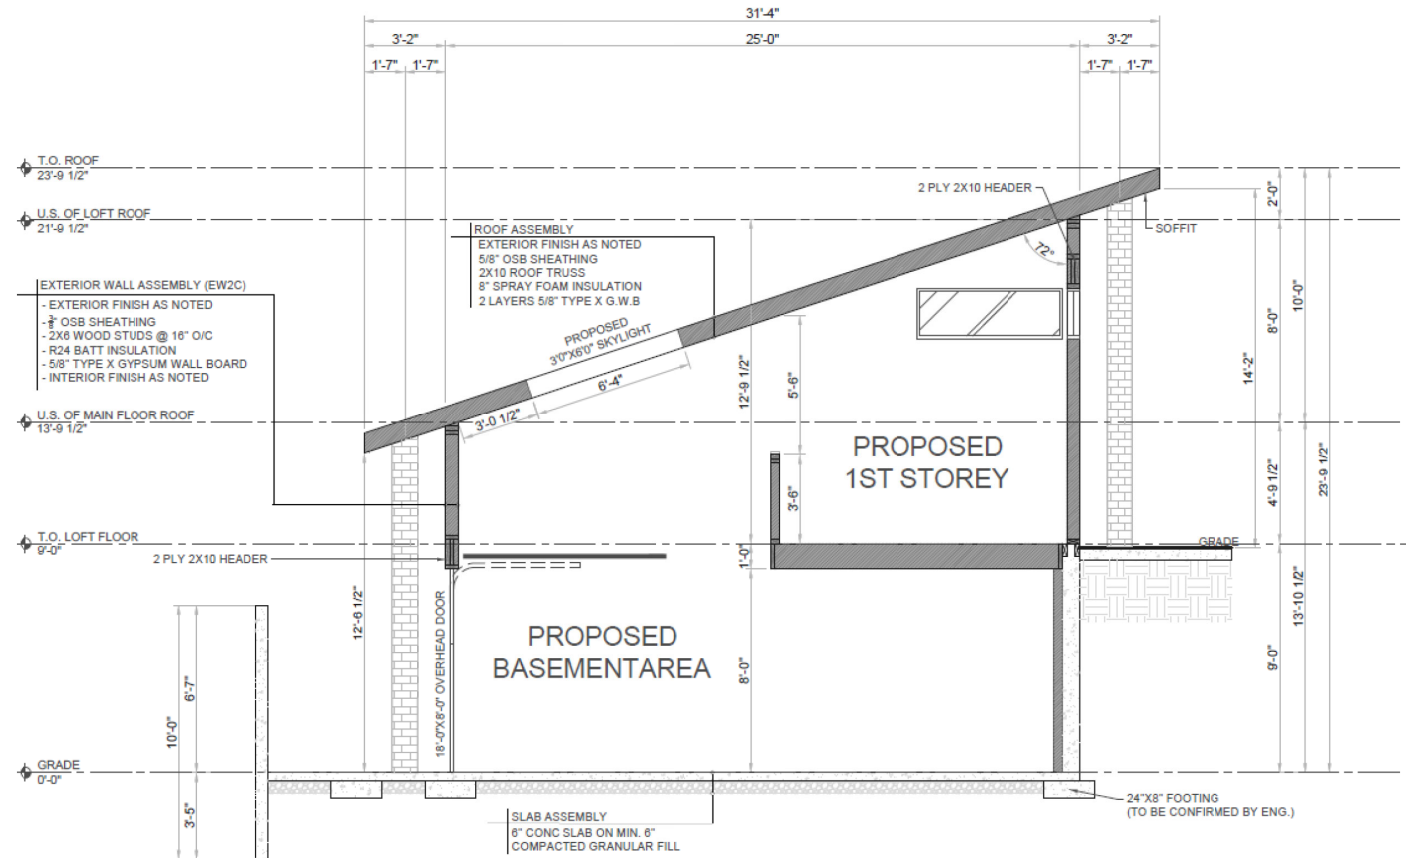 31'-4"
3'-2"
25'-0"
3'-2"
1'-7"
1'-7"
1'-7"
1'-7"
T.O. ROOF
23'-9 1/2"
U.S. OF LOFT ROOF
21'-9 1/2"
2 PLY 2X10 HEADER
SOFFIT
72°
2'-0"
10'-0"
8'-0"
14'-2"
23'-9 1/2"
4'-9 1/2"
ROOF ASSEMBLY
EXTERIOR FINISH AS NOTED
5/8" OSB SHEATHING
2X10 ROOF TRUSS
8" SPRAY FOAM INSULATION
2 LAYERS 5/8" TYPE X G.W.B
EXTERIOR WALL ASSEMBLY (EW2C)
- EXTERIOR FINISH AS NOTED
- 3/8" OSB SHEATHING
- 2X6 WOOD STUDS @ 16" O/C
- R24 BATT INSULATION
- 5/8" TYPE X GYPSUM WALL BOARD
- INTERIOR FINISH AS NOTED
PROPOSED
3'0"X6'0" SKYLIGHT
6'-4"
3'-0 1/2"
12'-9 1/2"
5'-6"
3'-6"
U.S. OF MAIN FLOOR ROOF
13'-9 1/2"
PROPOSED
1ST STOREY
T.O. LOFT FLOOR
9'-0"
2 PLY 2X10 HEADER
1'-0"
GRADE
12'-6 1/2"
18'-0"X8'-0" OVERHEAD DOOR
PROPOSED
BASEMENTAREA
8'-0"
9'-0"
13'-10 1/2"
10'-0"
6'-7"
3'-5"
GRADE
0'-0"
24"X8" FOOTING
(TO BE CONFIRMED BY ENG.)
SLAB ASSEMBLY
6" CONC SLAB ON MIN. 6"
COMPACTED GRANULAR FILL